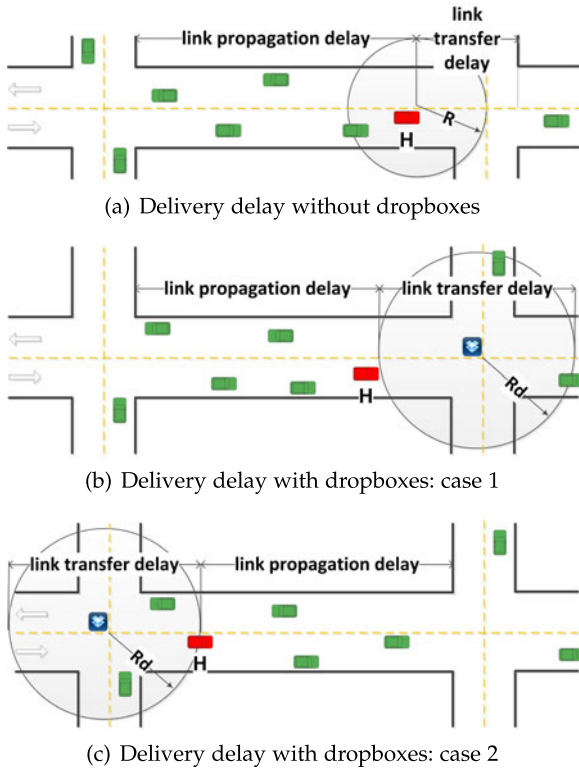 link
link propagation delay
transfer
delay
R
H
(a) Delivery delay without dropboxes
link propagation delay
link transfer delay
H
Rd
(b) Delivery delay with dropboxes: case 1
link transfer delay
link propagation delay
Rd
H
(c) Delivery delay with dropboxes: case 2